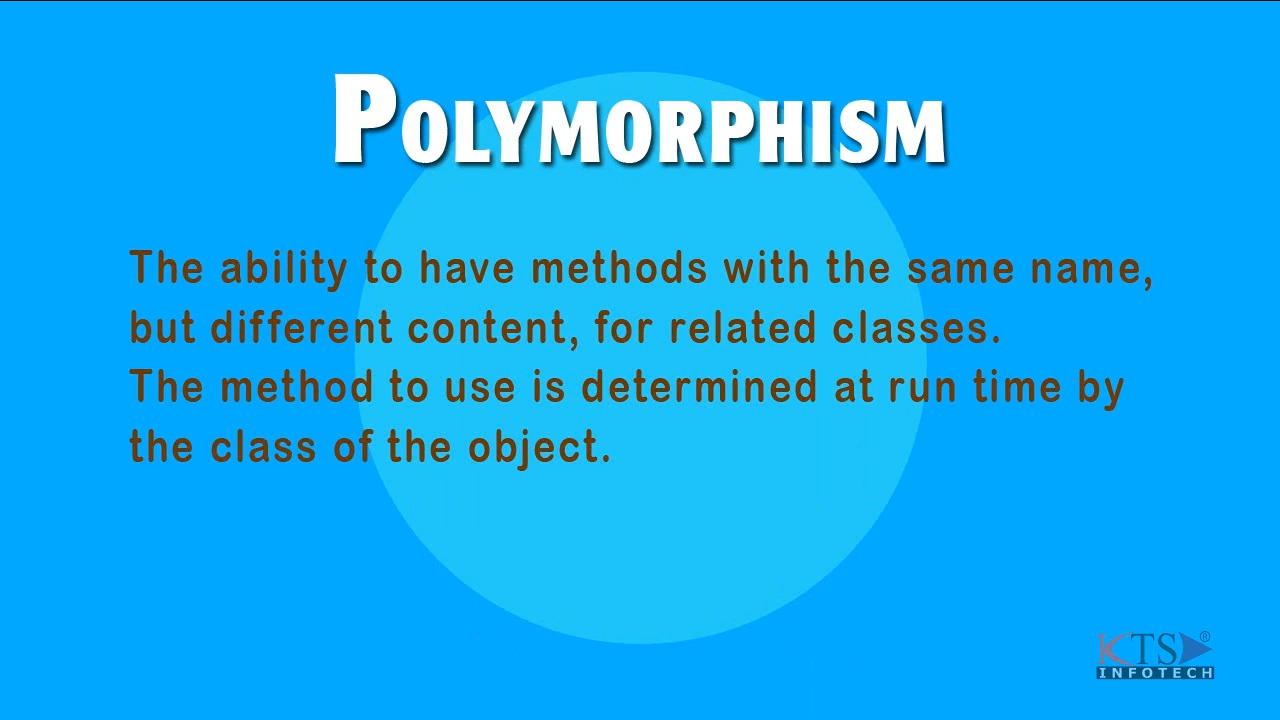 POLYMORPHISM
The ability to have methods with the same name,
but different content, for related classes.
The method to use is determined at run time by
the class of the object.
KTS®
INFOTECH